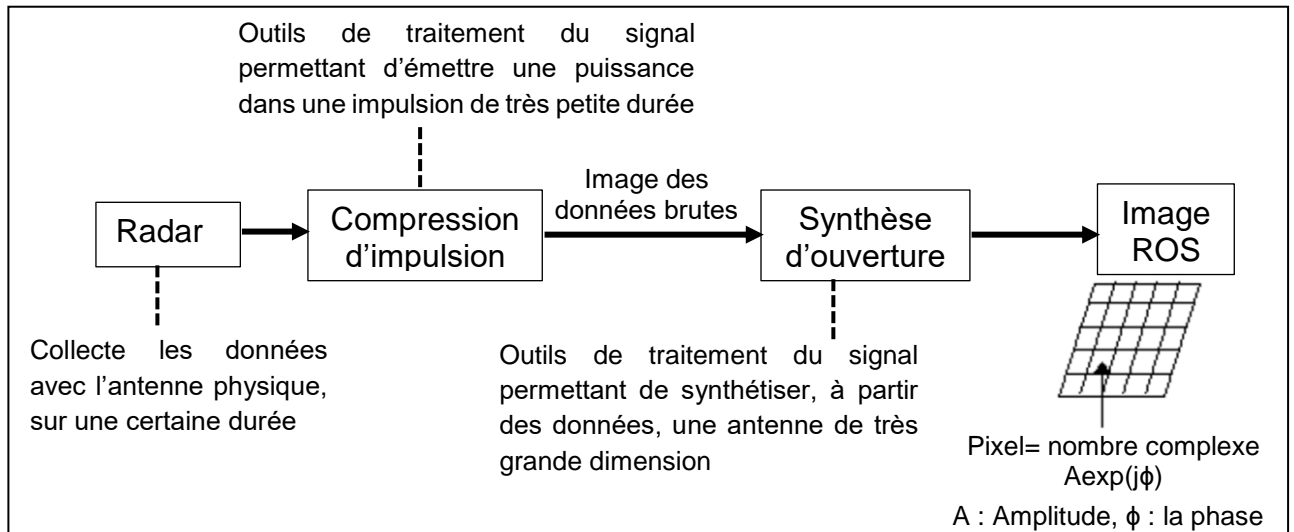 Outils de traitement du signal
permettant d'émettre une puissance
dans une impulsion de très petite durée
Radar
Compression
d'impulsion
Image des
données brutes
Synthèse
d'ouverture
Image
ROS
Collecte les données
avec l'antenne physique,
sur une certaine durée
Outils de traitement du signal
permettant de synthétiser, à partir
des données, une antenne de très
grande dimension
Pixel= nombre complexe
Aexp(jϕ)
A : Amplitude, ϕ : la phase